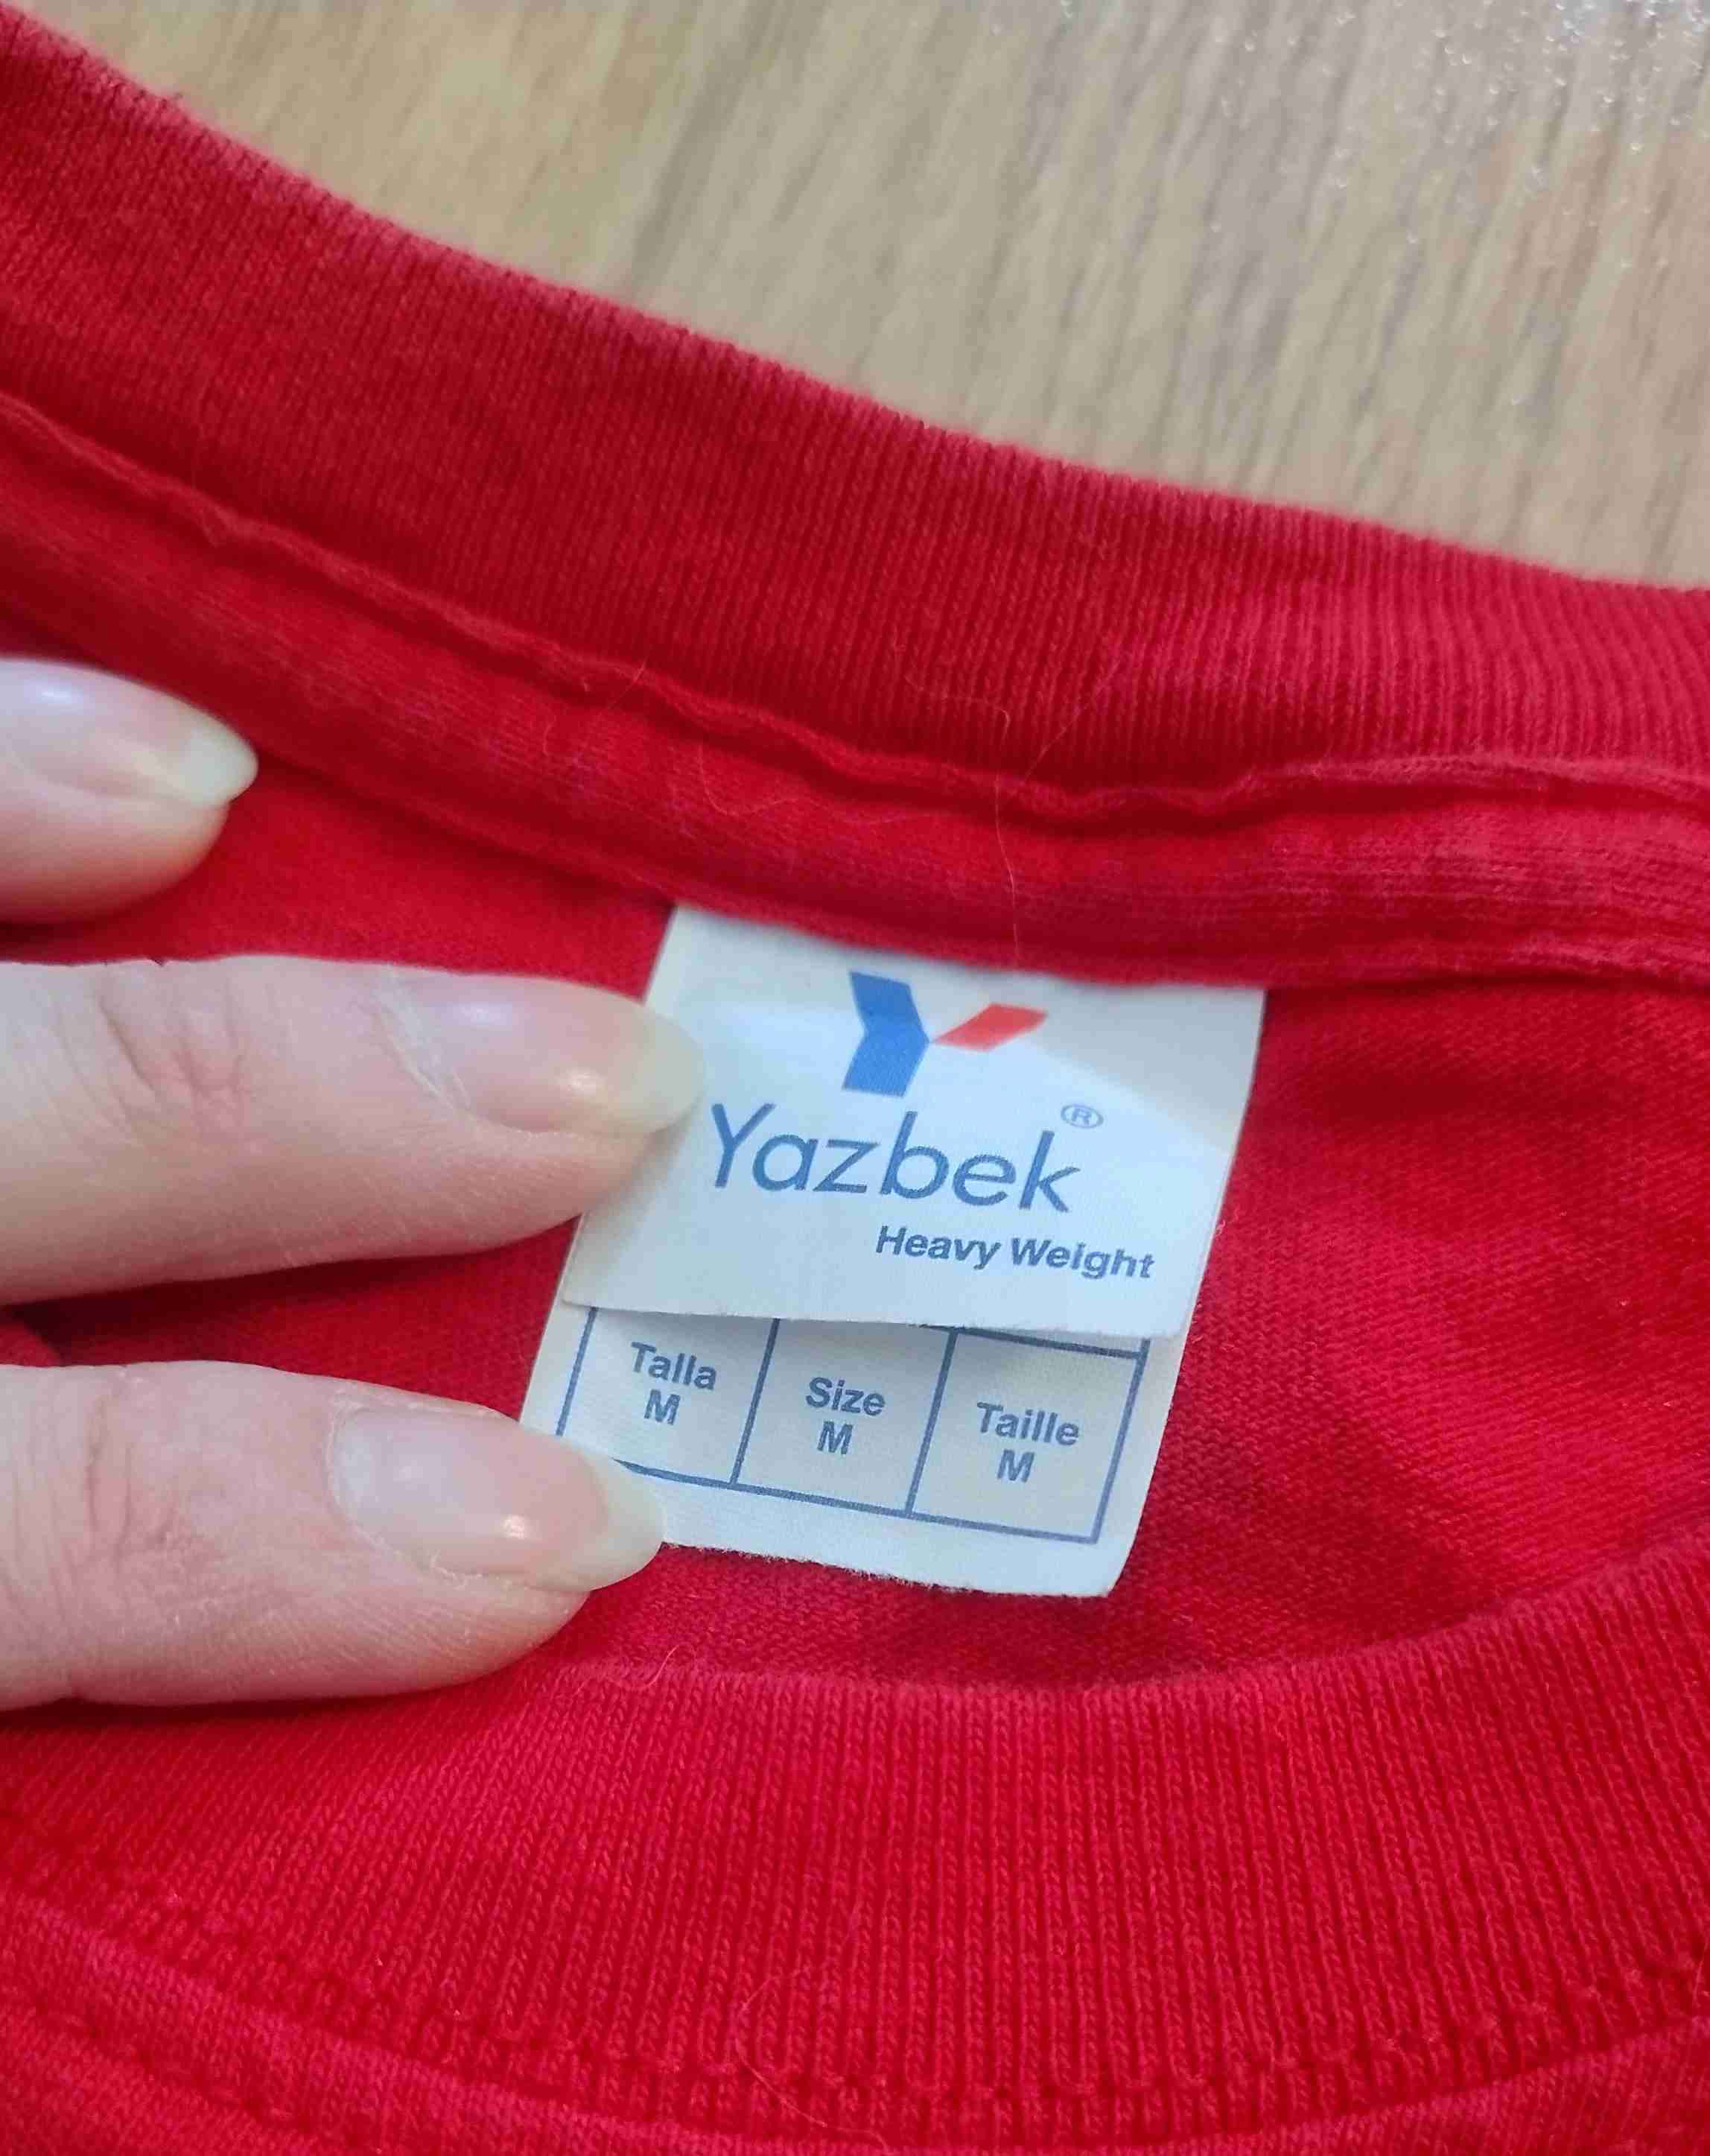 Yazbek®
Heavy Weight
Talla Size Taille
M M M